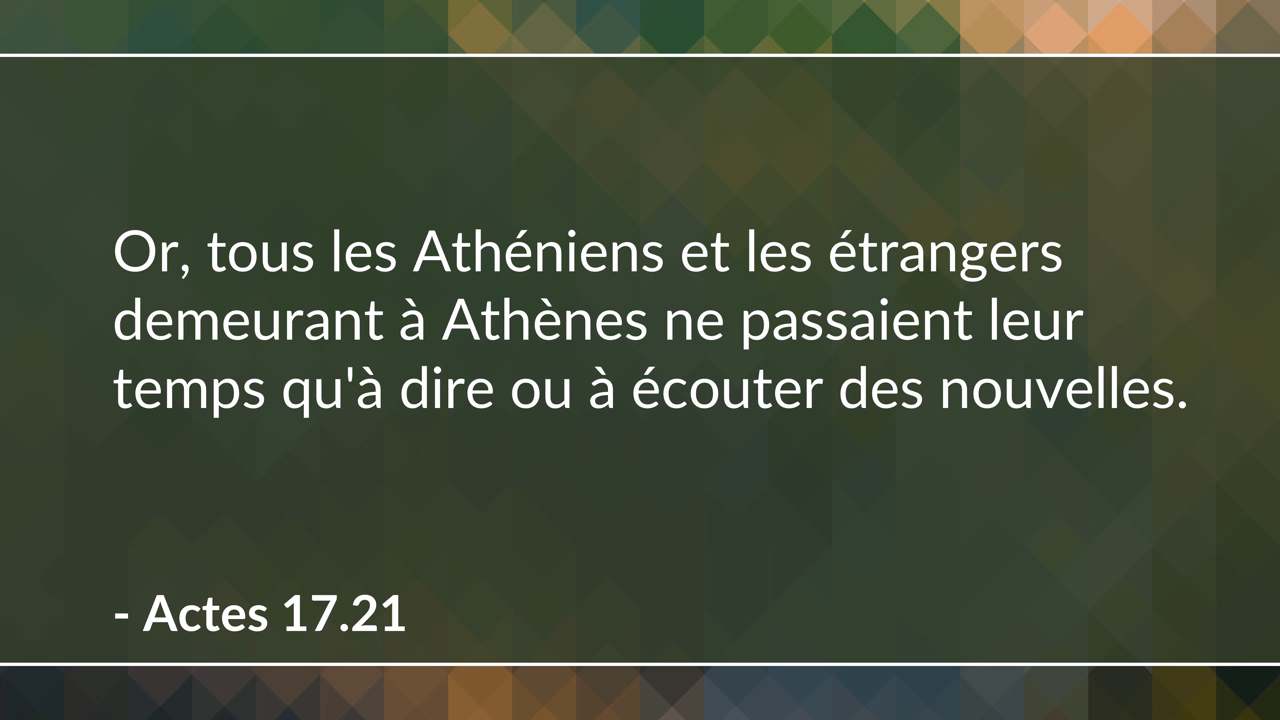 Or, tous les Athéniens et les étrangers
demeurant à Athènes ne passaient leur
temps qu'à dire ou à écouter des nouvelles.
- Actes 17.21